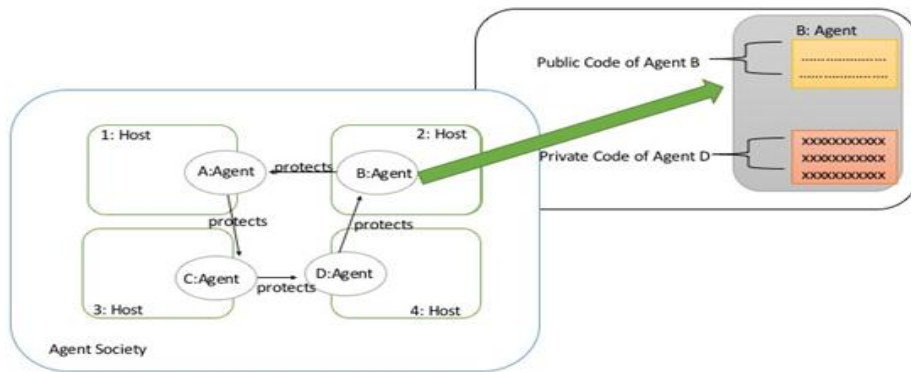 B: Agent
Public Code of Agent B
Private Code of Agent D
XXXXXXXXXXX
XXXXXXXXXXX
XXXXXXXXXXX
1: Host
2: Host
protects
A:Agent
B:Agent
protects
protects
C:Agent
D:Agent
protects
3: Host
4: Host
Agent Society